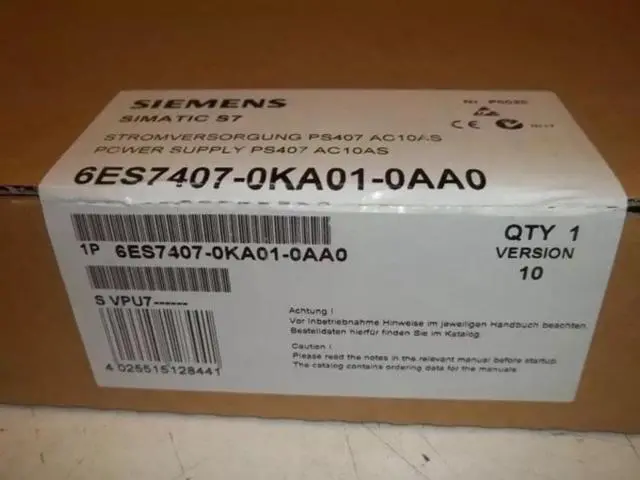 SIEMENS
SIMATIC S7
STROMVERSORGUNG PS407 AC10AS
POWER SUPPLY PS407 AC10AS
6ES7407-0KA01-0AA0
1P 6ES7407-0KA01-0AA0
QTY 1
VERSION
10
S VPU7------
4 025515 128441
Achtung !
Vor Inbetriebnahme Hinweise im jeweiligen Handbuch beachten.
Bestelldaten hierfür finden Sie im Katalog.
Caution !
Please read the notes in the relevant manual before startup.
The catalog contains ordering data for the manuals